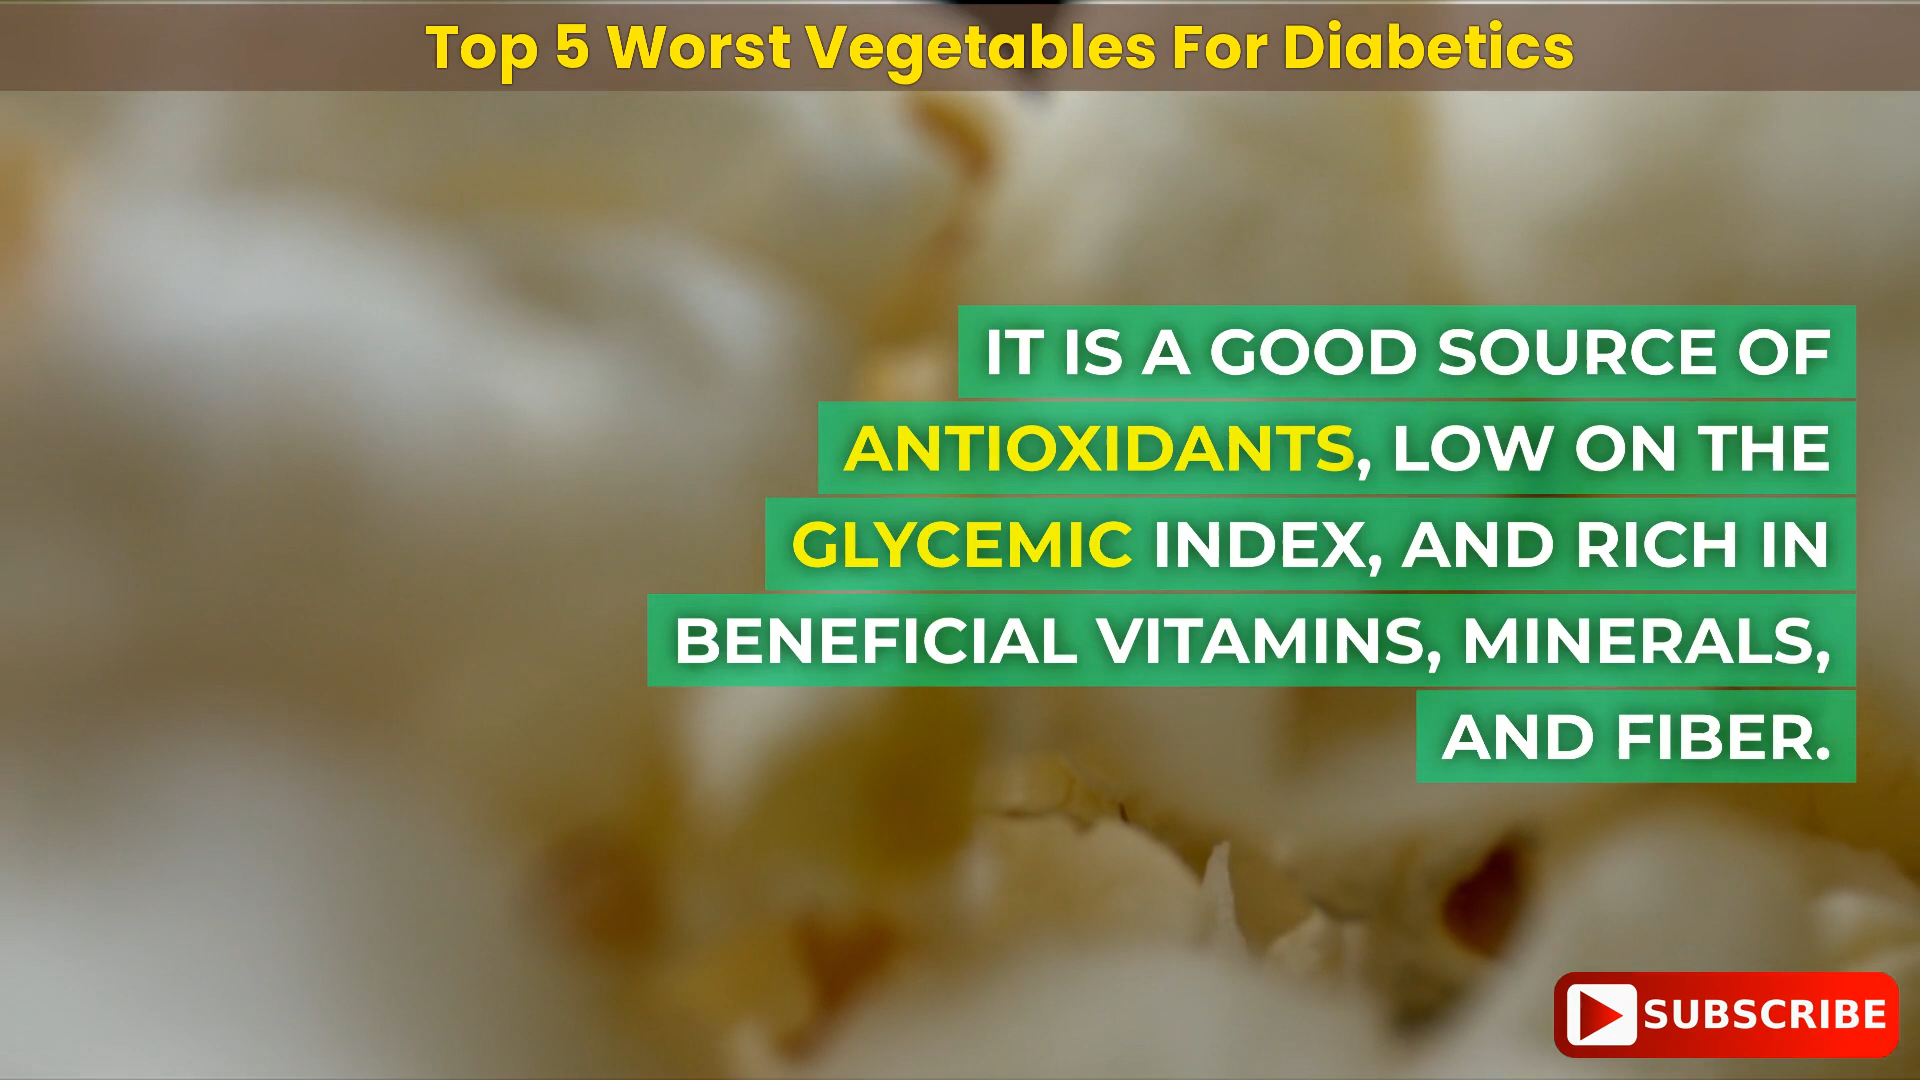 Top 5 Worst Vegetables For Diabetics
IT IS A GOOD SOURCE OF
ANTIOXIDANTS, LOW ON THE
GLYCEMIC INDEX, AND RICH IN
BENEFICIAL VITAMINS, MINERALS,
AND FIBER.
SUBSCRIBE